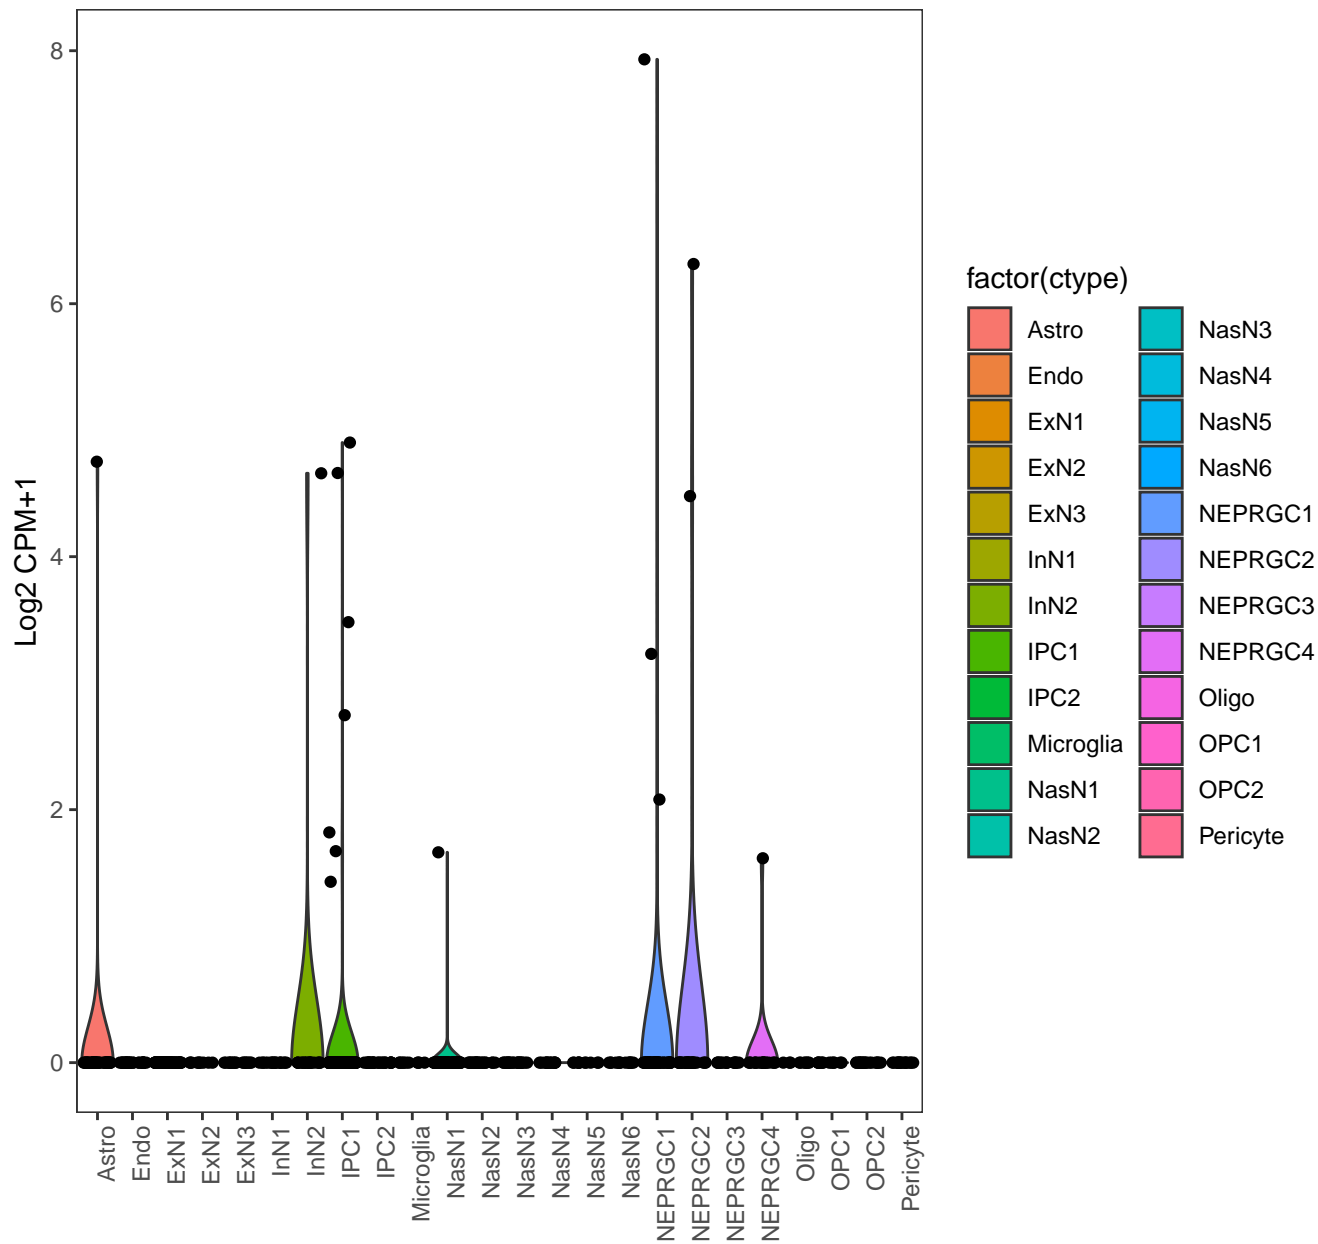 Log2 CPM+1
8
6
4
2
0
Astro
Endo
ExN1
ExN2
ExN3
InN1
InN2
IPC1
IPC2
Microglia
NasN1
NasN2
NasN3
NasN4
NasN5
NasN6
NEPRGC1
NEPRGC2
NEPRGC3
NEPRGC4
Oligo
OPC1
OPC2
Pericyte
factor(ctype)
Astro
Endo
ExN1
ExN2
ExN3
InN1
InN2
IPC1
IPC2
Microglia
NasN1
NasN2
NasN3
NasN4
NasN5
NasN6
NEPRGC1
NEPRGC2
NEPRGC3
NEPRGC4
Oligo
OPC1
OPC2
Pericyte